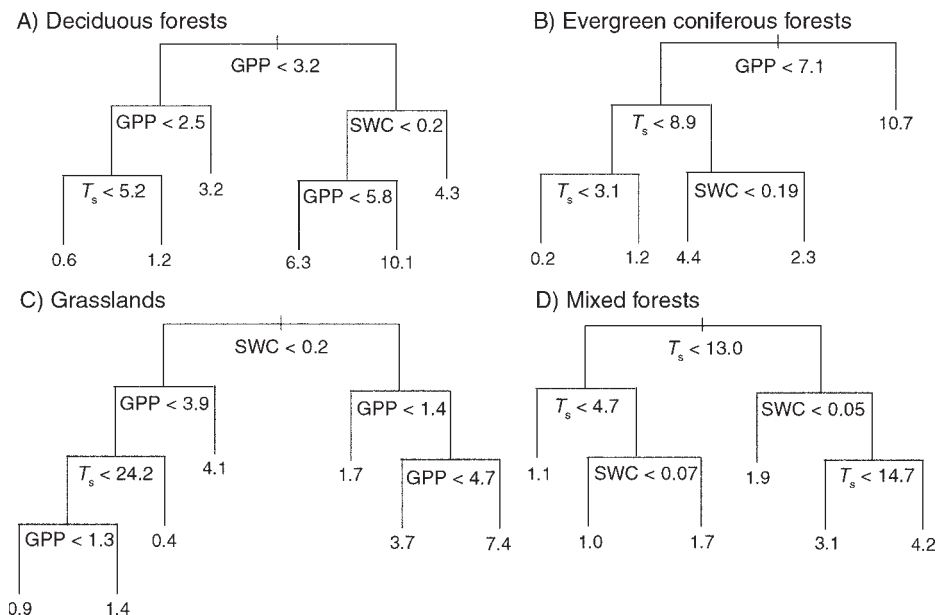 A) Deciduous forests
GPP < 3.2
GPP < 2.5
SWC < 0.2
Ts < 5.2
3.2
GPP < 5.8
4.3
0.6
1.2
6.3
10.1
B) Evergreen coniferous forests
GPP < 7.1
Ts < 8.9
10.7
Ts < 3.1
SWC < 0.19
0.2
1.2
4.4
2.3
C) Grasslands
SWC < 0.2
GPP < 3.9
GPP < 1.4
Ts < 24.2
4.1
1.7
GPP < 4.7
GPP < 1.3
0.4
3.7
7.4
0.9
1.4
D) Mixed forests
Ts < 13.0
Ts < 4.7
SWC < 0.05
1.1
SWC < 0.07
1.9
Ts < 14.7
1.0
1.7
3.1
4.2